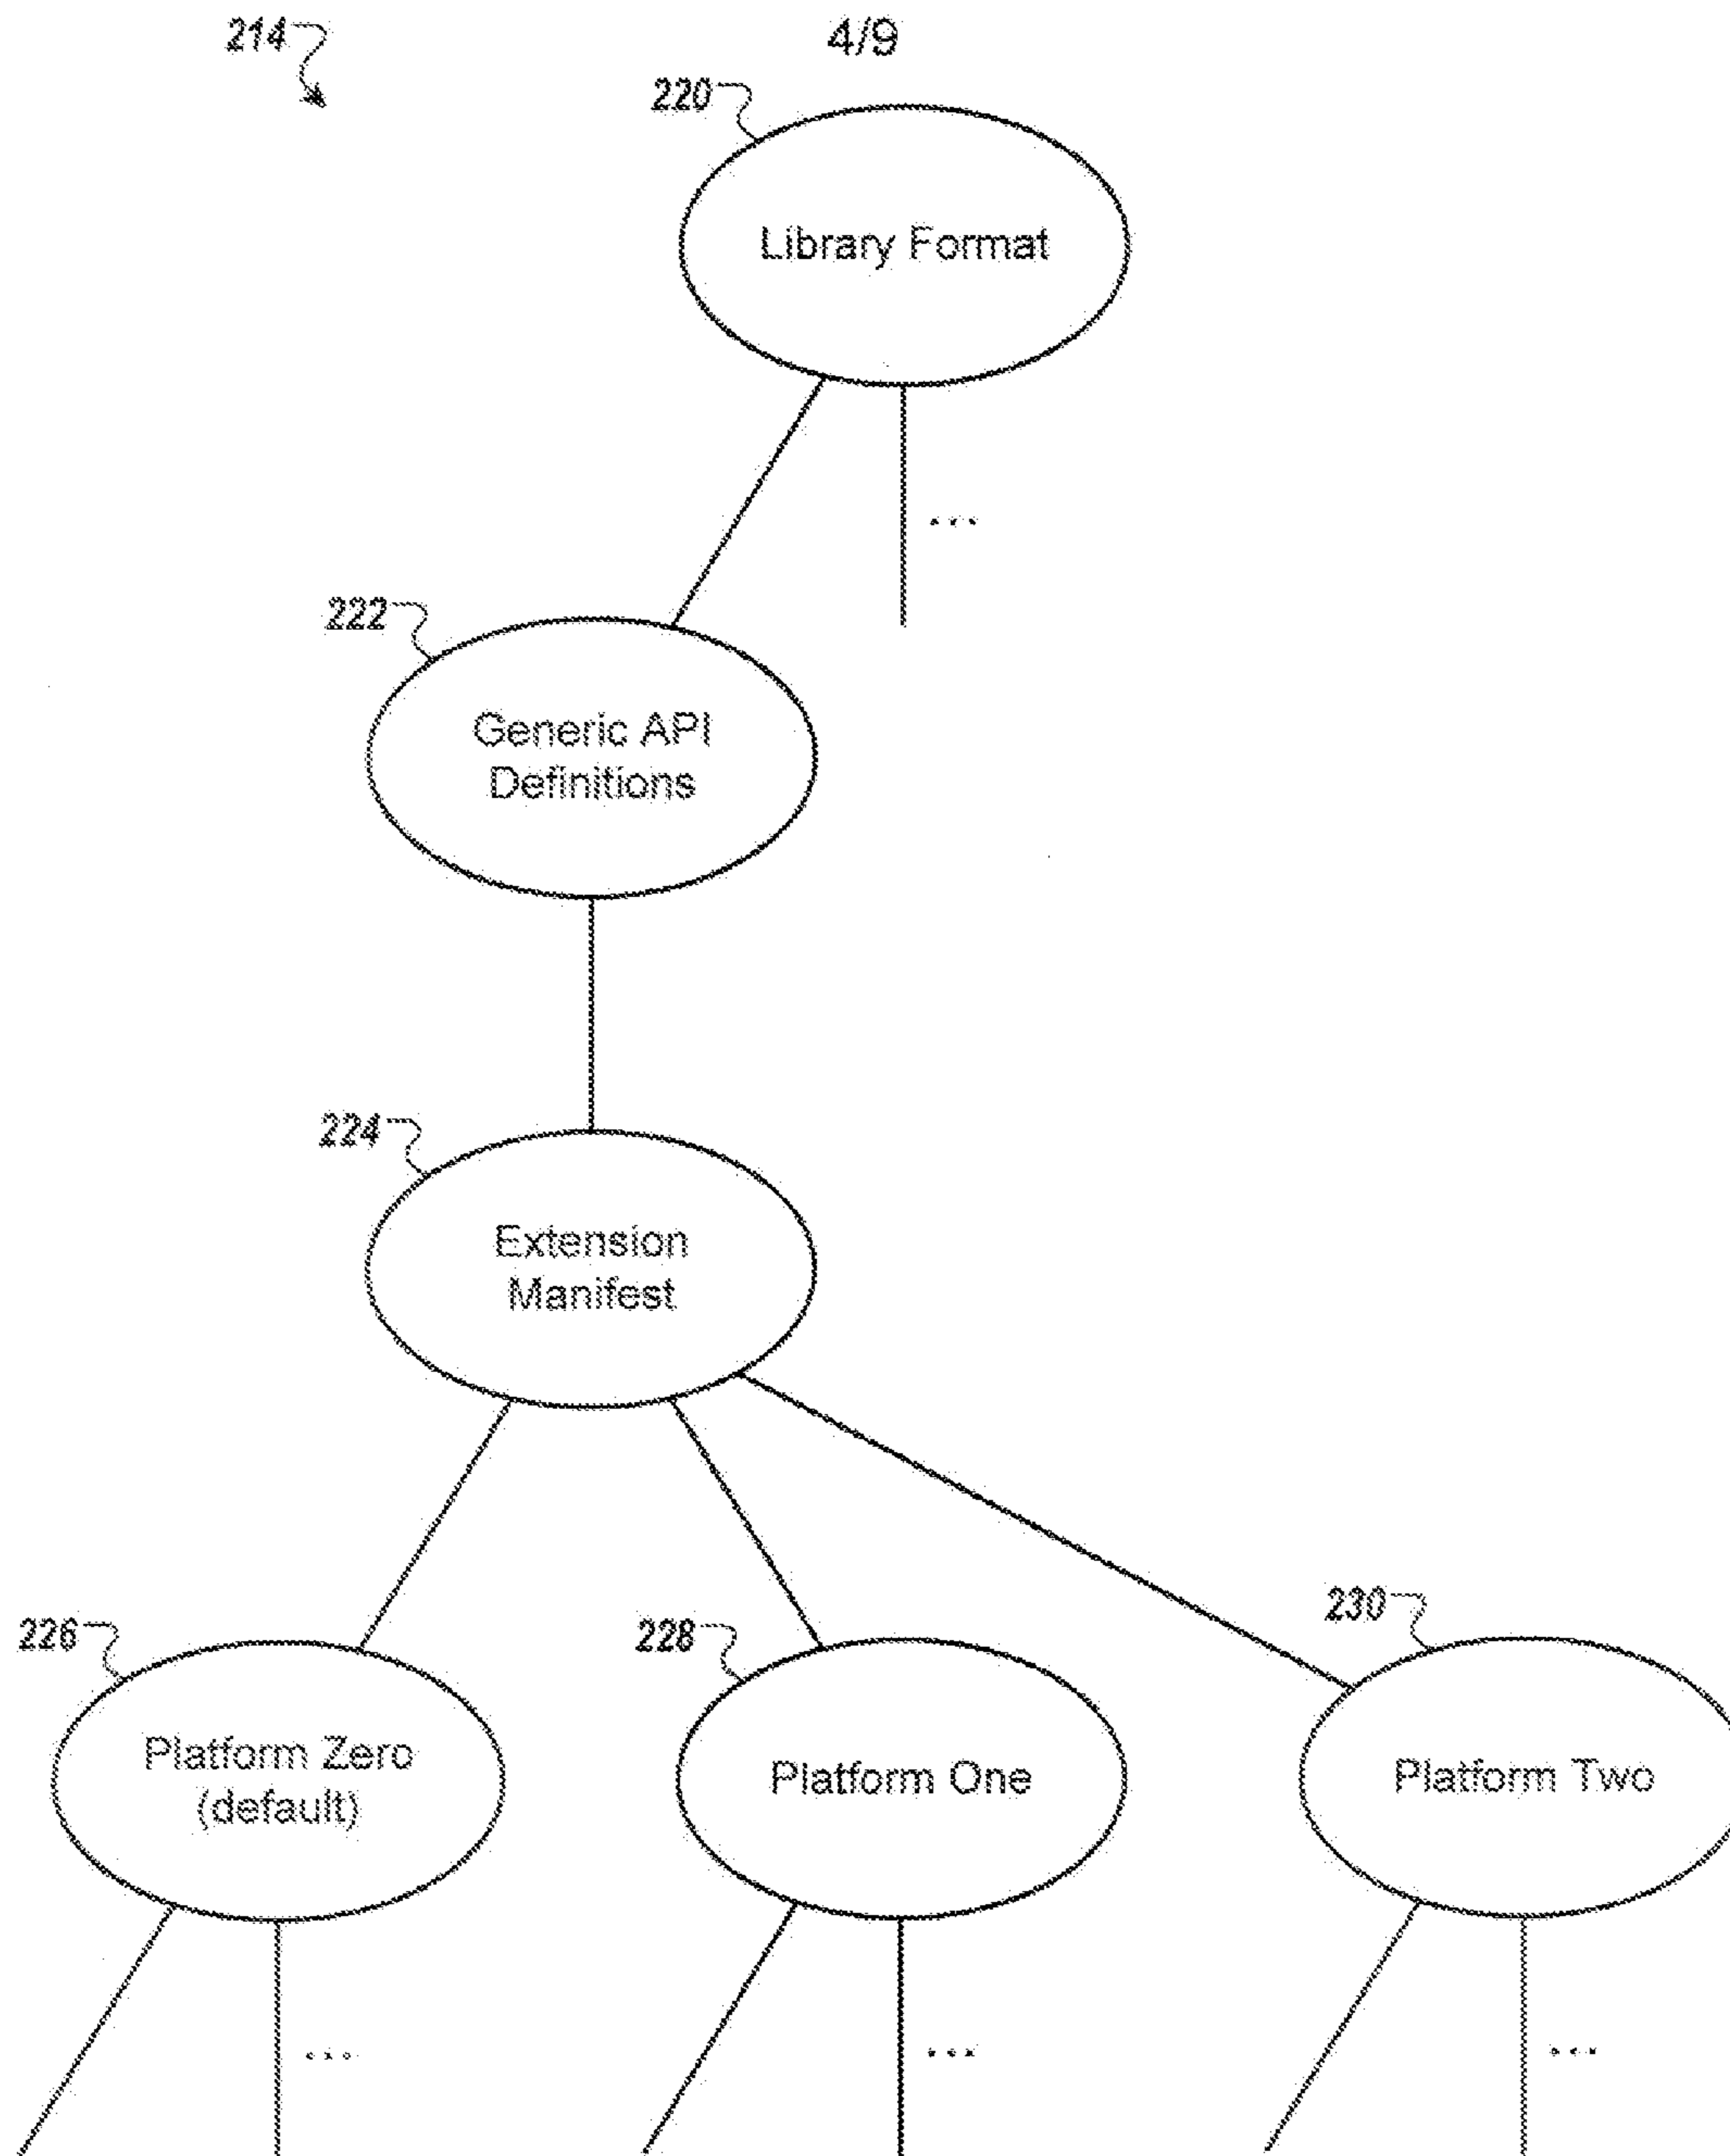 214
4/9
220
Library Format
...
222
Generic API
Definitions
224
Extension
Manifest
226
228
230
Platform Zero
(default)
Platform One
Platform Two
...
...
...